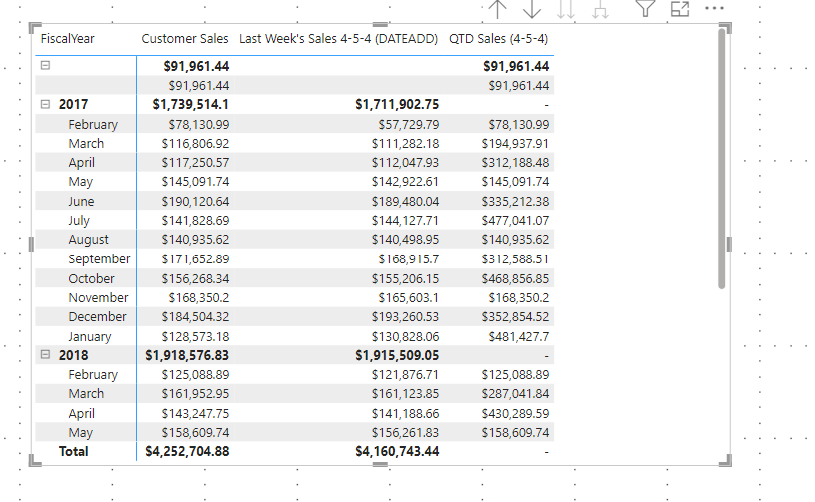 FiscalYear Customer Sales Last Week's Sales 4-5-4 (DATEADD) QTD Sales (4-5-4)
$91,961.44 $91,961.44
$91,961.44 $91,961.44
2017 $1,739,514.1 $1,711,902.75 -
February $78,130.99 $57,729.79 $78,130.99
March $116,806.92 $111,282.18 $194,937.91
April $117,250.57 $112,047.93 $312,188.48
May $145,091.74 $142,922.61 $145,091.74
June $190,120.64 $189,480.04 $335,212.38
July $141,828.69 $144,127.71 $477,041.07
August $140,935.62 $140,498.95 $140,935.62
September $171,652.89 $168,915.7 $312,588.51
October $156,268.34 $155,206.15 $468,856.85
November $168,350.2 $165,603.1 $168,350.2
December $184,504.32 $193,260.53 $352,854.52
January $128,573.18 $130,828.06 $481,427.7
2018 $1,918,576.83 $1,915,509.05 -
February $125,088.89 $121,876.71 $125,088.89
March $161,952.95 $161,123.85 $287,041.84
April $143,247.75 $141,188.66 $430,289.59
May $158,609.74 $156,261.83 $158,609.74
Total $4,252,704.88 $4,160,743.44 -